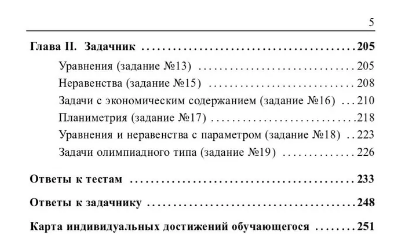 5
Глава II. Задачник ........................................205
Уравнения (задание №13) ..............................205
Неравенства (задание №15) ............................208
Задачи с экономическим содержанием (задание №16) ...210
Планиметрия (задание №17) ............................218
Уравнения и неравенства с параметром (задание №18) ..223
Задачи олимпиадного типа (задание №19) ..............226
Ответы к тестам ..........................................233
Ответы к задачнику .......................................248
Карта индивидуальных достижений обучающегося .......251